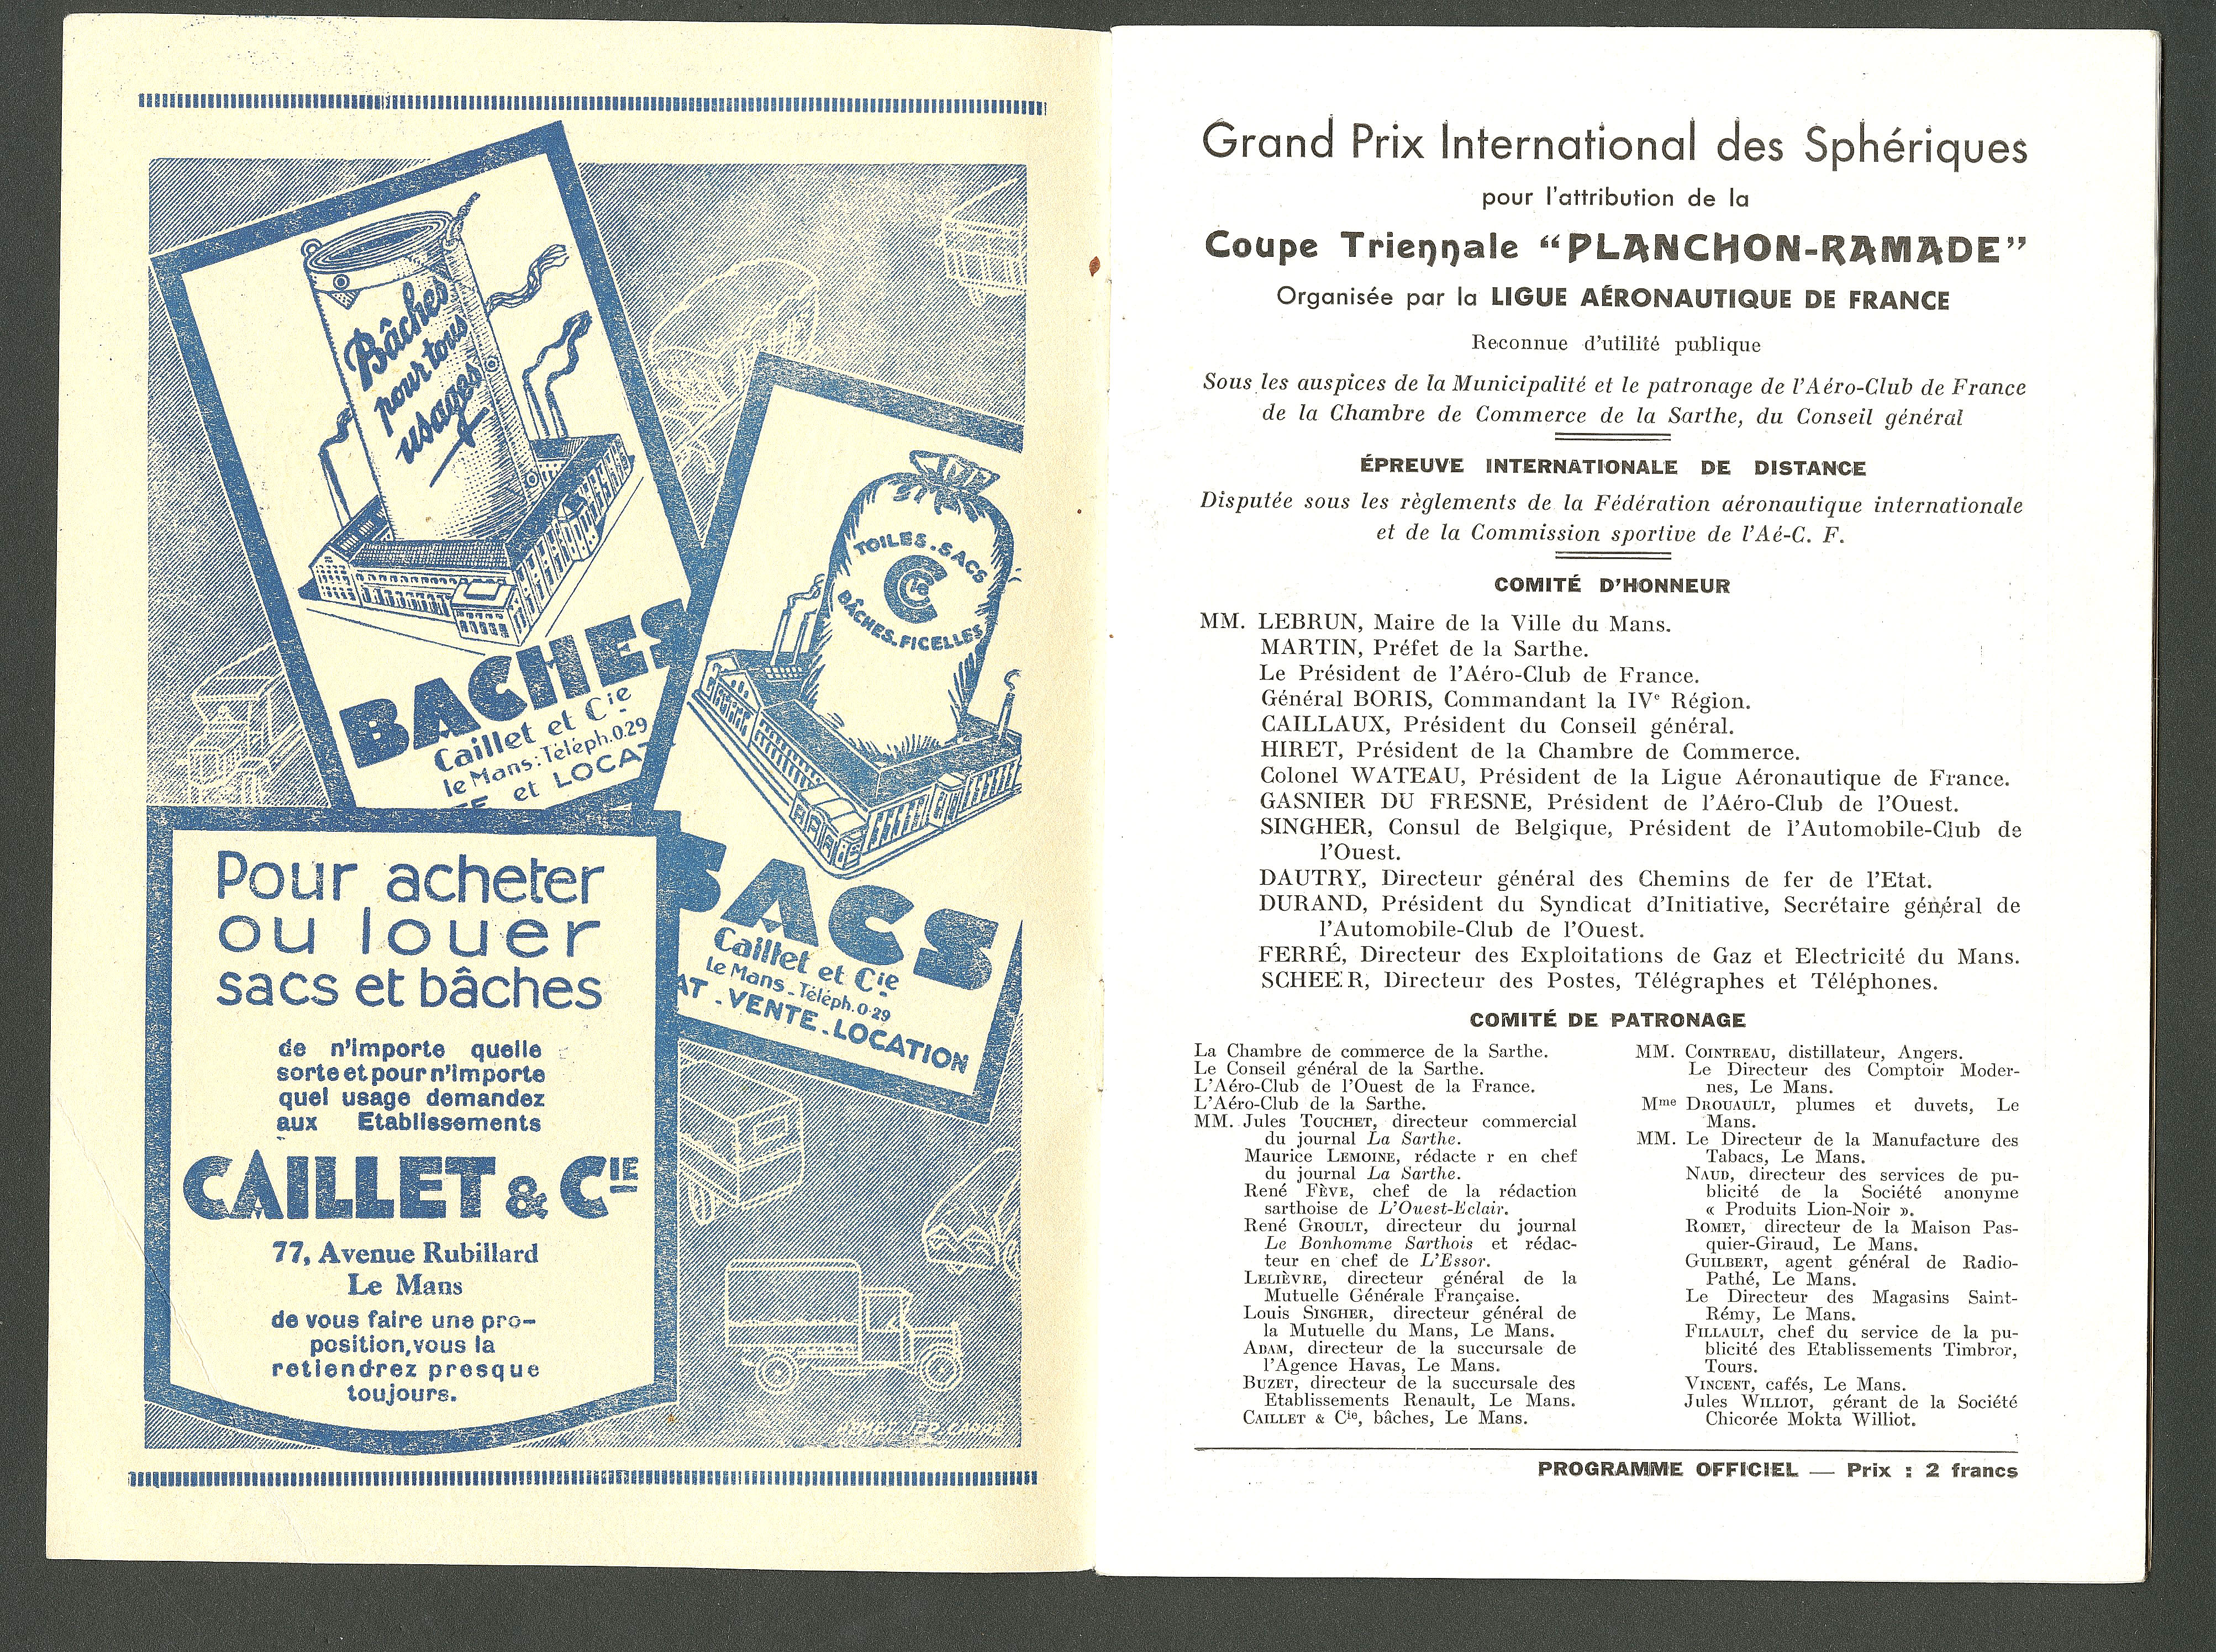 Bâches
pour tous
usages
BACHES
Caillet et Cie
le Mans: Téléph.0.29
et LOCAT
TOILES.SACS
C Cie
BÂCHES.FICELLES
SACS
Caillet et Cie
Le Mans - Téléph. 0-29
AT . VENTE . LOCATION
Pour acheter
ou louer
sacs et bâches
de n'importe quelle
sorte et pour n'importe
quel usage demandez
aux Etablissements
CAILLET & CIE
77, Avenue Rubillard
Le Mans
de vous faire une pro-
position, vous la
retiendrez presque
toujours.
Grand Prix International des Sphériques
pour l'attribution de la
Coupe Triennale “PLANCHON-RAMADE”
Organisée par la LIGUE AÉRONAUTIQUE DE FRANCE
Reconnue d'utilité publique
Sous les auspices de la Municipalité et le patronage de l'Aéro-Club de France
de la Chambre de Commerce de la Sarthe, du Conseil général
ÉPREUVE INTERNATIONALE DE DISTANCE
Disputée sous les règlements de la Fédération aéronautique internationale
et de la Commission sportive de l'Aé-C. F.
COMITÉ D'HONNEUR
MM. LEBRUN, Maire de la Ville du Mans.
MARTIN, Préfet de la Sarthe.
Le Président de l'Aéro-Club de France.
Général BORIS, Commandant la IVe Région.
CAILLAUX, Président du Conseil général.
HIRET, Président de la Chambre de Commerce.
Colonel WATEAU, Président de la Ligue Aéronautique de France.
GASNIER DU FRESNE, Président de l'Aéro-Club de l'Ouest.
SINGHER, Consul de Belgique, Président de l'Automobile-Club de
l'Ouest.
DAUTRY, Directeur général des Chemins de fer de l'Etat.
DURAND, Président du Syndicat d'Initiative, Secrétaire général de
l'Automobile-Club de l'Ouest.
FERRÉ, Directeur des Exploitations de Gaz et Electricité du Mans.
SCHEER, Directeur des Postes, Télégraphes et Téléphones.
COMITÉ DE PATRONAGE
La Chambre de commerce de la Sarthe.
Le Conseil général de la Sarthe.
L'Aéro-Club de l'Ouest de la France.
L'Aéro-Club de la Sarthe.
MM. Jules TOUCHET, directeur commercial
du journal La Sarthe.
Maurice LEMOINE, rédacte r en chef
du journal La Sarthe.
René FÈVE, chef de la rédaction
sarthoise de L'Ouest-Eclair.
René GROULT, directeur du journal
Le Bonhomme Sarthois et rédac-
teur en chef de L'Essor.
LELIÈVRE, directeur général de la
Mutuelle Générale Française.
Louis SINGHER, directeur général de
la Mutuelle du Mans, Le Mans.
ADAM, directeur de la succursale de
l'Agence Havas, Le Mans.
BUZET, directeur de la succursale des
Etablissements Renault, Le Mans.
CAILLET & Cie, bâches, Le Mans.
MM. COINTREAU, distillateur, Angers.
Le Directeur des Comptoir Moder-
nes, Le Mans.
Mme DROUAULT, plumes et duvets, Le
Mans.
MM. Le Directeur de la Manufacture des
Tabacs, Le Mans.
NAUD, directeur des services de pu-
blicité de la Société anonyme
« Produits Lion-Noir ».
ROMET, directeur de la Maison Pas-
quier-Giraud, Le Mans.
GUILBERT, agent général de Radio-
Pathé, Le Mans.
Le Directeur des Magasins Saint-
Rémy, Le Mans.
FILLAULT, chef du service de la pu-
blicité des Etablissements Timbror,
Tours.
VINCENT, cafés, Le Mans.
Jules WILLIOT, gérant de la Société
Chicorée Mokta Williot.
PROGRAMME OFFICIEL — Prix : 2 francs